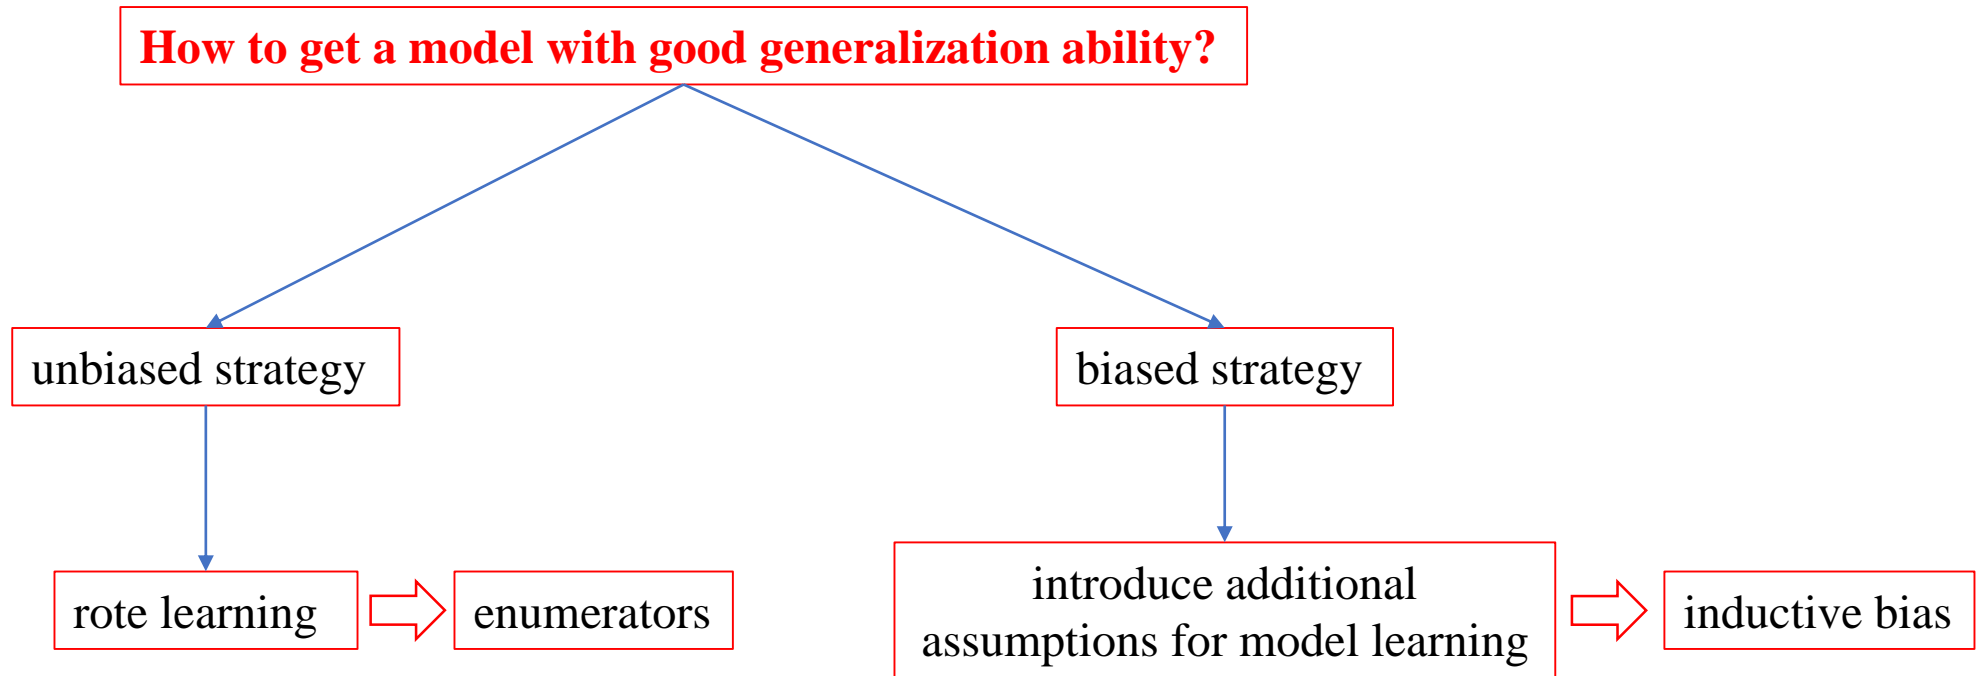 How to get a model with good generalization ability?
unbiased strategy
biased strategy
rote learning
enumerators
introduce additional
assumptions for model learning
inductive bias